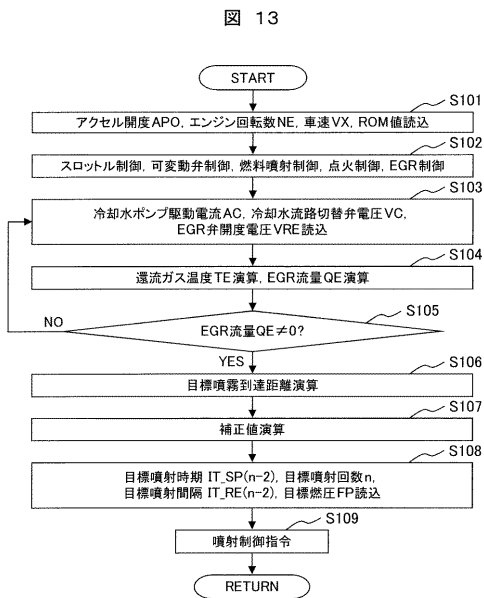 図 13
START
S101
アクセル開度APO, エンジン回転数NE, 車速VX, ROM値読込
S102
スロットル制御, 可変動弁制御, 燃料噴射制御, 点火制御, EGR制御
S103
冷却水ポンプ駆動電流AC, 冷却水流路切替弁電圧VC,
EGR弁開度電圧VRE読込
S104
還流ガス温度TE演算, EGR流量QE演算
S105
NO
EGR流量QE≠0?
YES
S106
目標噴霧到達距離演算
S107
補正値演算
S108
目標噴射時期 IT_SP(n-2), 目標噴射回数n,
目標噴射間隔 IT_RE(n-2), 目標燃圧FP読込
S109
噴射制御指令
RETURN